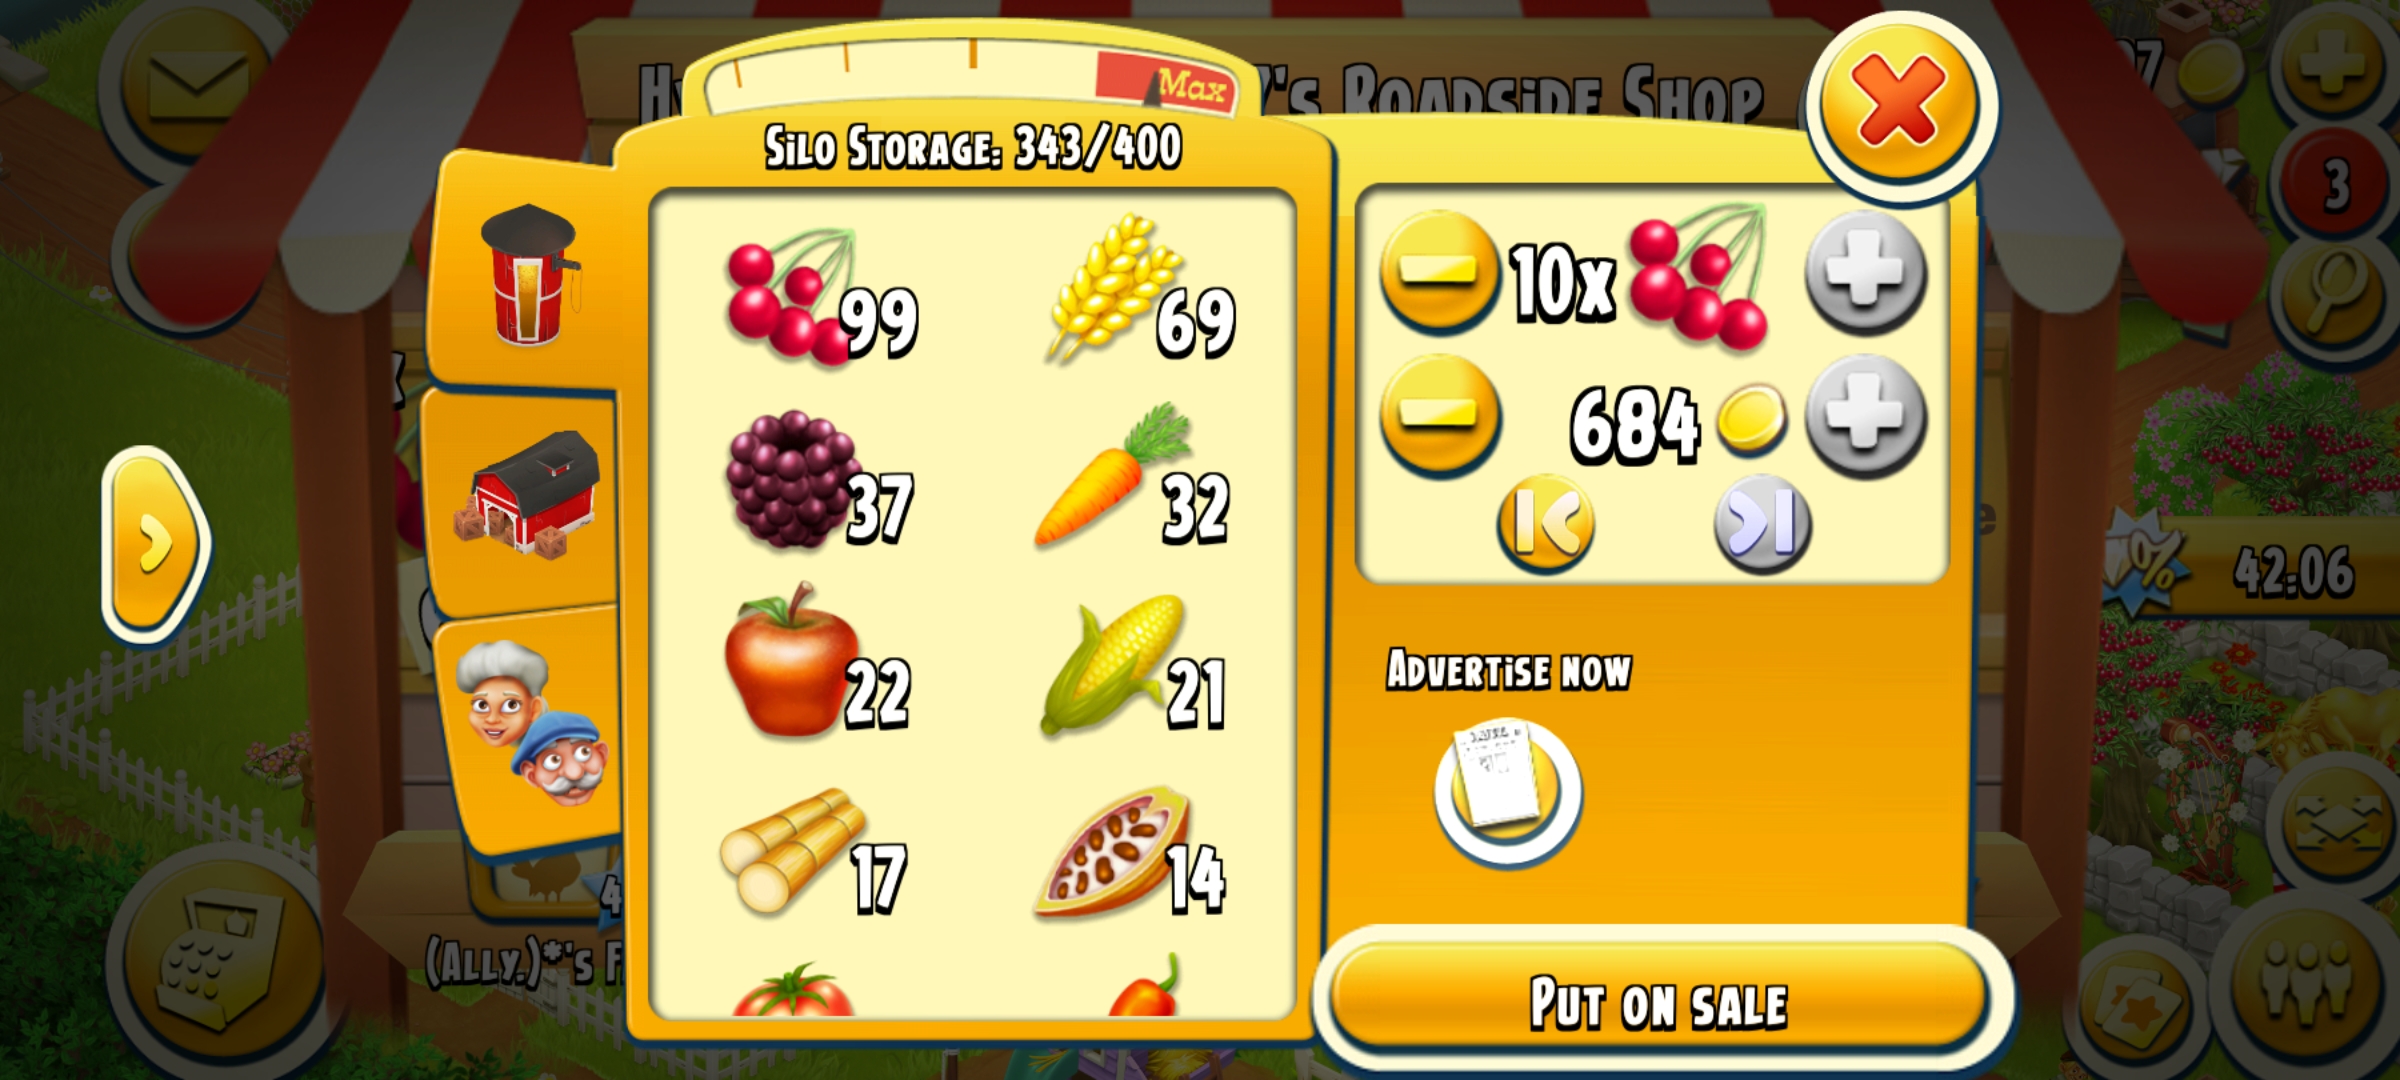 's Roadside Shop
Max
Silo Storage: 343/400
99
69
10x
3
684
37
32
42:06
22
21
Advertise now
17
14
(Ally.)*'s F
Put on sale